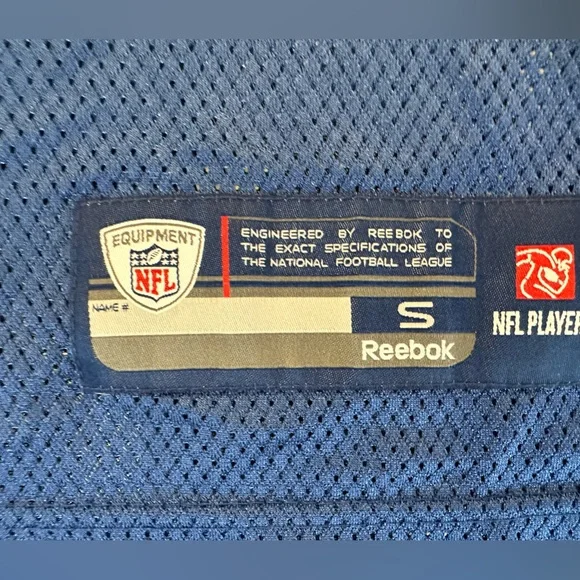 EQUIPMENT
NFL
ENGINEERED BY REEBOK TO
THE EXACT SPECIFICATIONS OF
THE NATIONAL FOOTBALL LEAGUE
NAME #
S
Reebok
NFL PLAYER